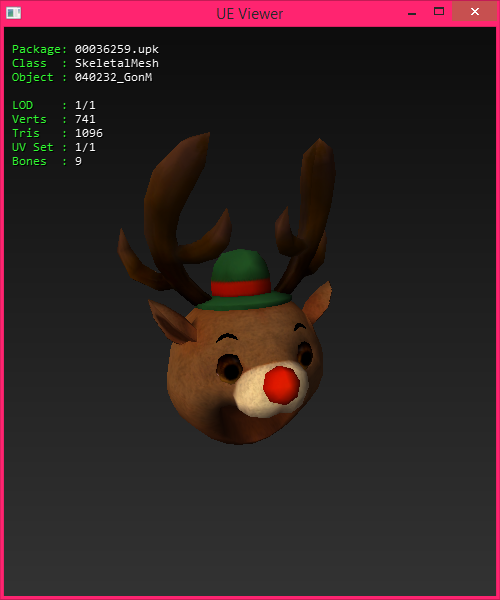 UE Viewer
Package: 00036259.upk
Class : SkeletalMesh
Object : 040232_GonM
LOD : 1/1
Verts : 741
Tris : 1096
UV Set : 1/1
Bones : 9